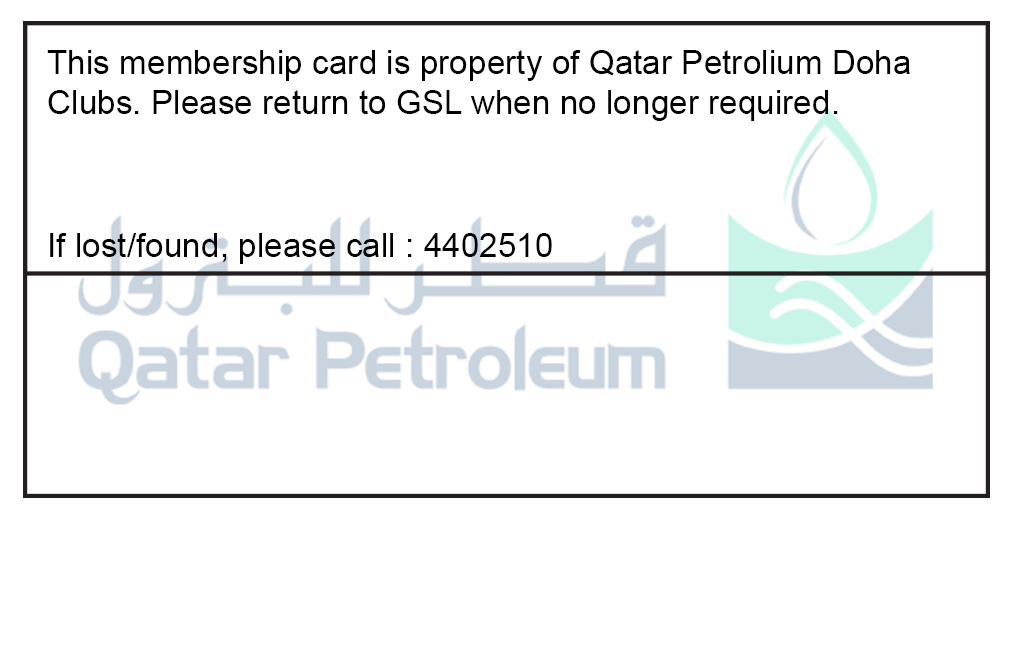 This membership card is property of Qatar Petrolium Doha
Clubs. Please return to GSL when no longer required.
If lost/found, please call : 4402510
قطر للبترول
Qatar Petroleum